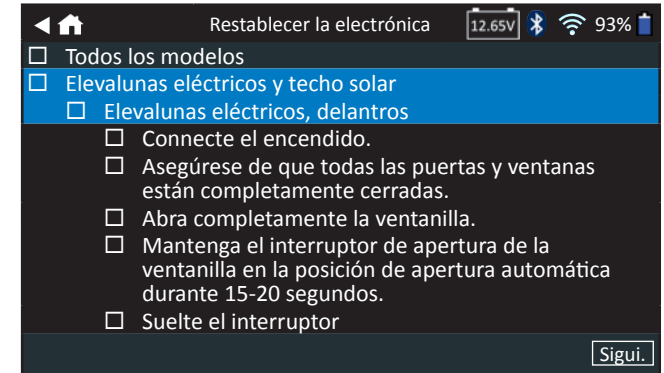 Restablecer la electrónica 12.65V 93%
Todos los modelos
Elevalunas eléctricos y techo solar
Elevalunas eléctricos, delantros
Connecte el encendido.
Asegúrese de que todas las puertas y ventanas
están completamente cerradas.
Abra completamente la ventanilla.
Mantenga el interruptor de apertura de la
ventanilla en la posición de apertura automática
durante 15-20 segundos.
Suelte el interruptor
Sigui.